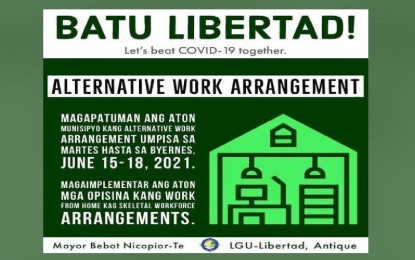 BATU LIBERTAD!
Let's beat COVID-19 together.
ALTERNATIVE WORK ARRANGEMENT
MAGAPATUMAN ANG ATON
MUNISIPYO KANG ALTERNATIVE WORK
ARRANGEMENT UMPISA SA
MARTES HASTA SA BYERNES,
JUNE 15-18, 2021.
MAGAIMPLEMENTAR ANG ATON
MGA OPISINA KANG WORK
FROM HOME KAG SKELETAL WORKFORCE
ARRANGEMENTS.
Mayor Bebot Nicopior-Te LGU-Libertad, Antique